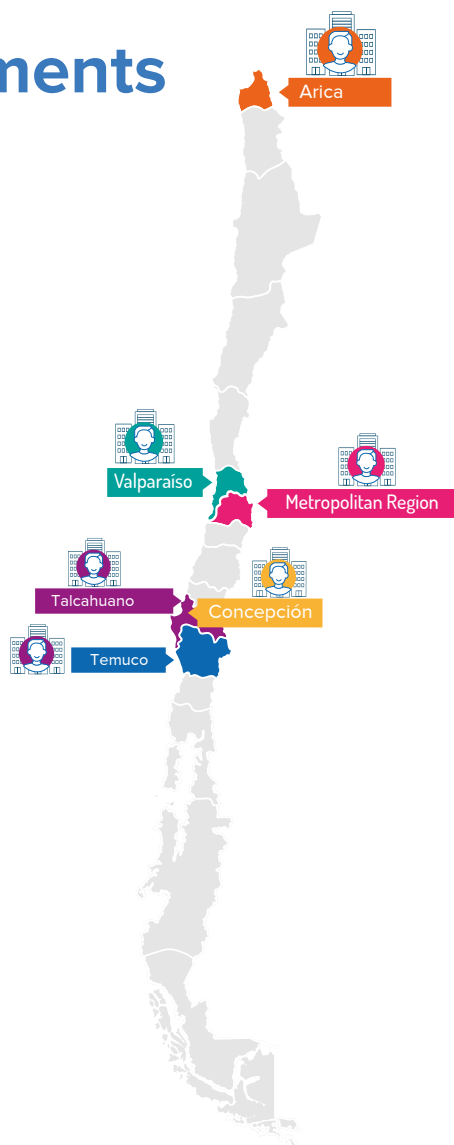 ments
Arica
Valparaíso
Metropolitan Region
Talcahuano
Concepción
Temuco